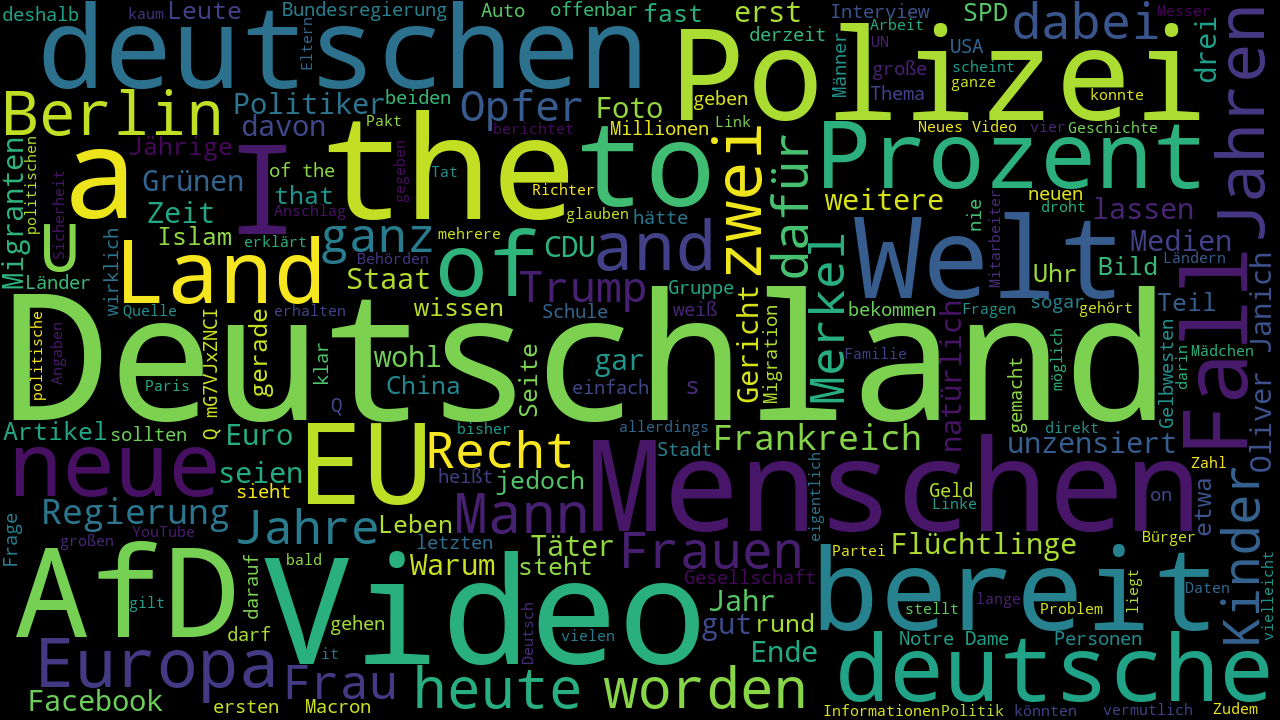 deshalb
kaum
Leute
Bundesregierung
Auto
offenbar
fast
erst
Interview
SPD
dabei
Messer
deutschen
Eltern
Polizei
derzeit
Männer
Arbeit
UN
USA
große
scheint
ganze
Thema
drei
konnte
Jahren
Berlin
Politiker
beiden
Opfer
Foto
geben
Link
davon
Pakt
berichtet
Millionen
Neues Video
vier
Geschichte
Migranten
politischen
Jährige
a
I
the
to
zwei
dafür
Prozent
of the
that
Grünen
Anschlag
gegeben
Tat
Richter
glauben
Zeit
weitere
nie
neuen
droht
lassen
Sicherheit
U
Islam
erklärt
ganz
mehrere
of
CDU
hätte
and
Welt
Mitarbeiter
Medien
Ländern
wirklich
Land
Behörden
Staat
Trump
Merkel
Uhr
Bild
Länder
Quelle
erhalten
wissen
Schule
Gruppe
weiß
bekommen
Fragen
sogar
gehört
Teil
Fall
Oliver Janich
politische
Angaben
Deutschland
Paris
Q mG7VJxZNCI
gerade
klar
wohl
China
Q
Seite
gar
einfach
s
Gericht
Migration
Familie
natürlich
gemacht
möglich
Gelbwesten
darin
Mädchen
Artikel
sollten
Euro
bisher
allerdings
Stadt
Frankreich
direkt
unzensiert
neue
seien
sieht
EU
Recht
heißt
jedoch
Menschen
eigentlich
Geld
Linke
on
etwa
Zahl
Kinder
Frage
Regierung
YouTube
großen
Jahre
Leben
Mann
letzten
Täter
Frauen
Flüchtlinge
Partei
Bürger
AfD
gilt
darauf
bald
Video
Warum
steht
Gesellschaft
Jahr
bereit
stellt
lange
Problem
liegt
Daten
vielleicht
darf
gehen
it
Deutsch
vielen
gut
rund
Ende
Notre Dame
Personen
Europa
Frau
heute
worden
deutsche
Facebook
ersten
Macron
Informationen
Politik
könnten
vermutlich
Zudem